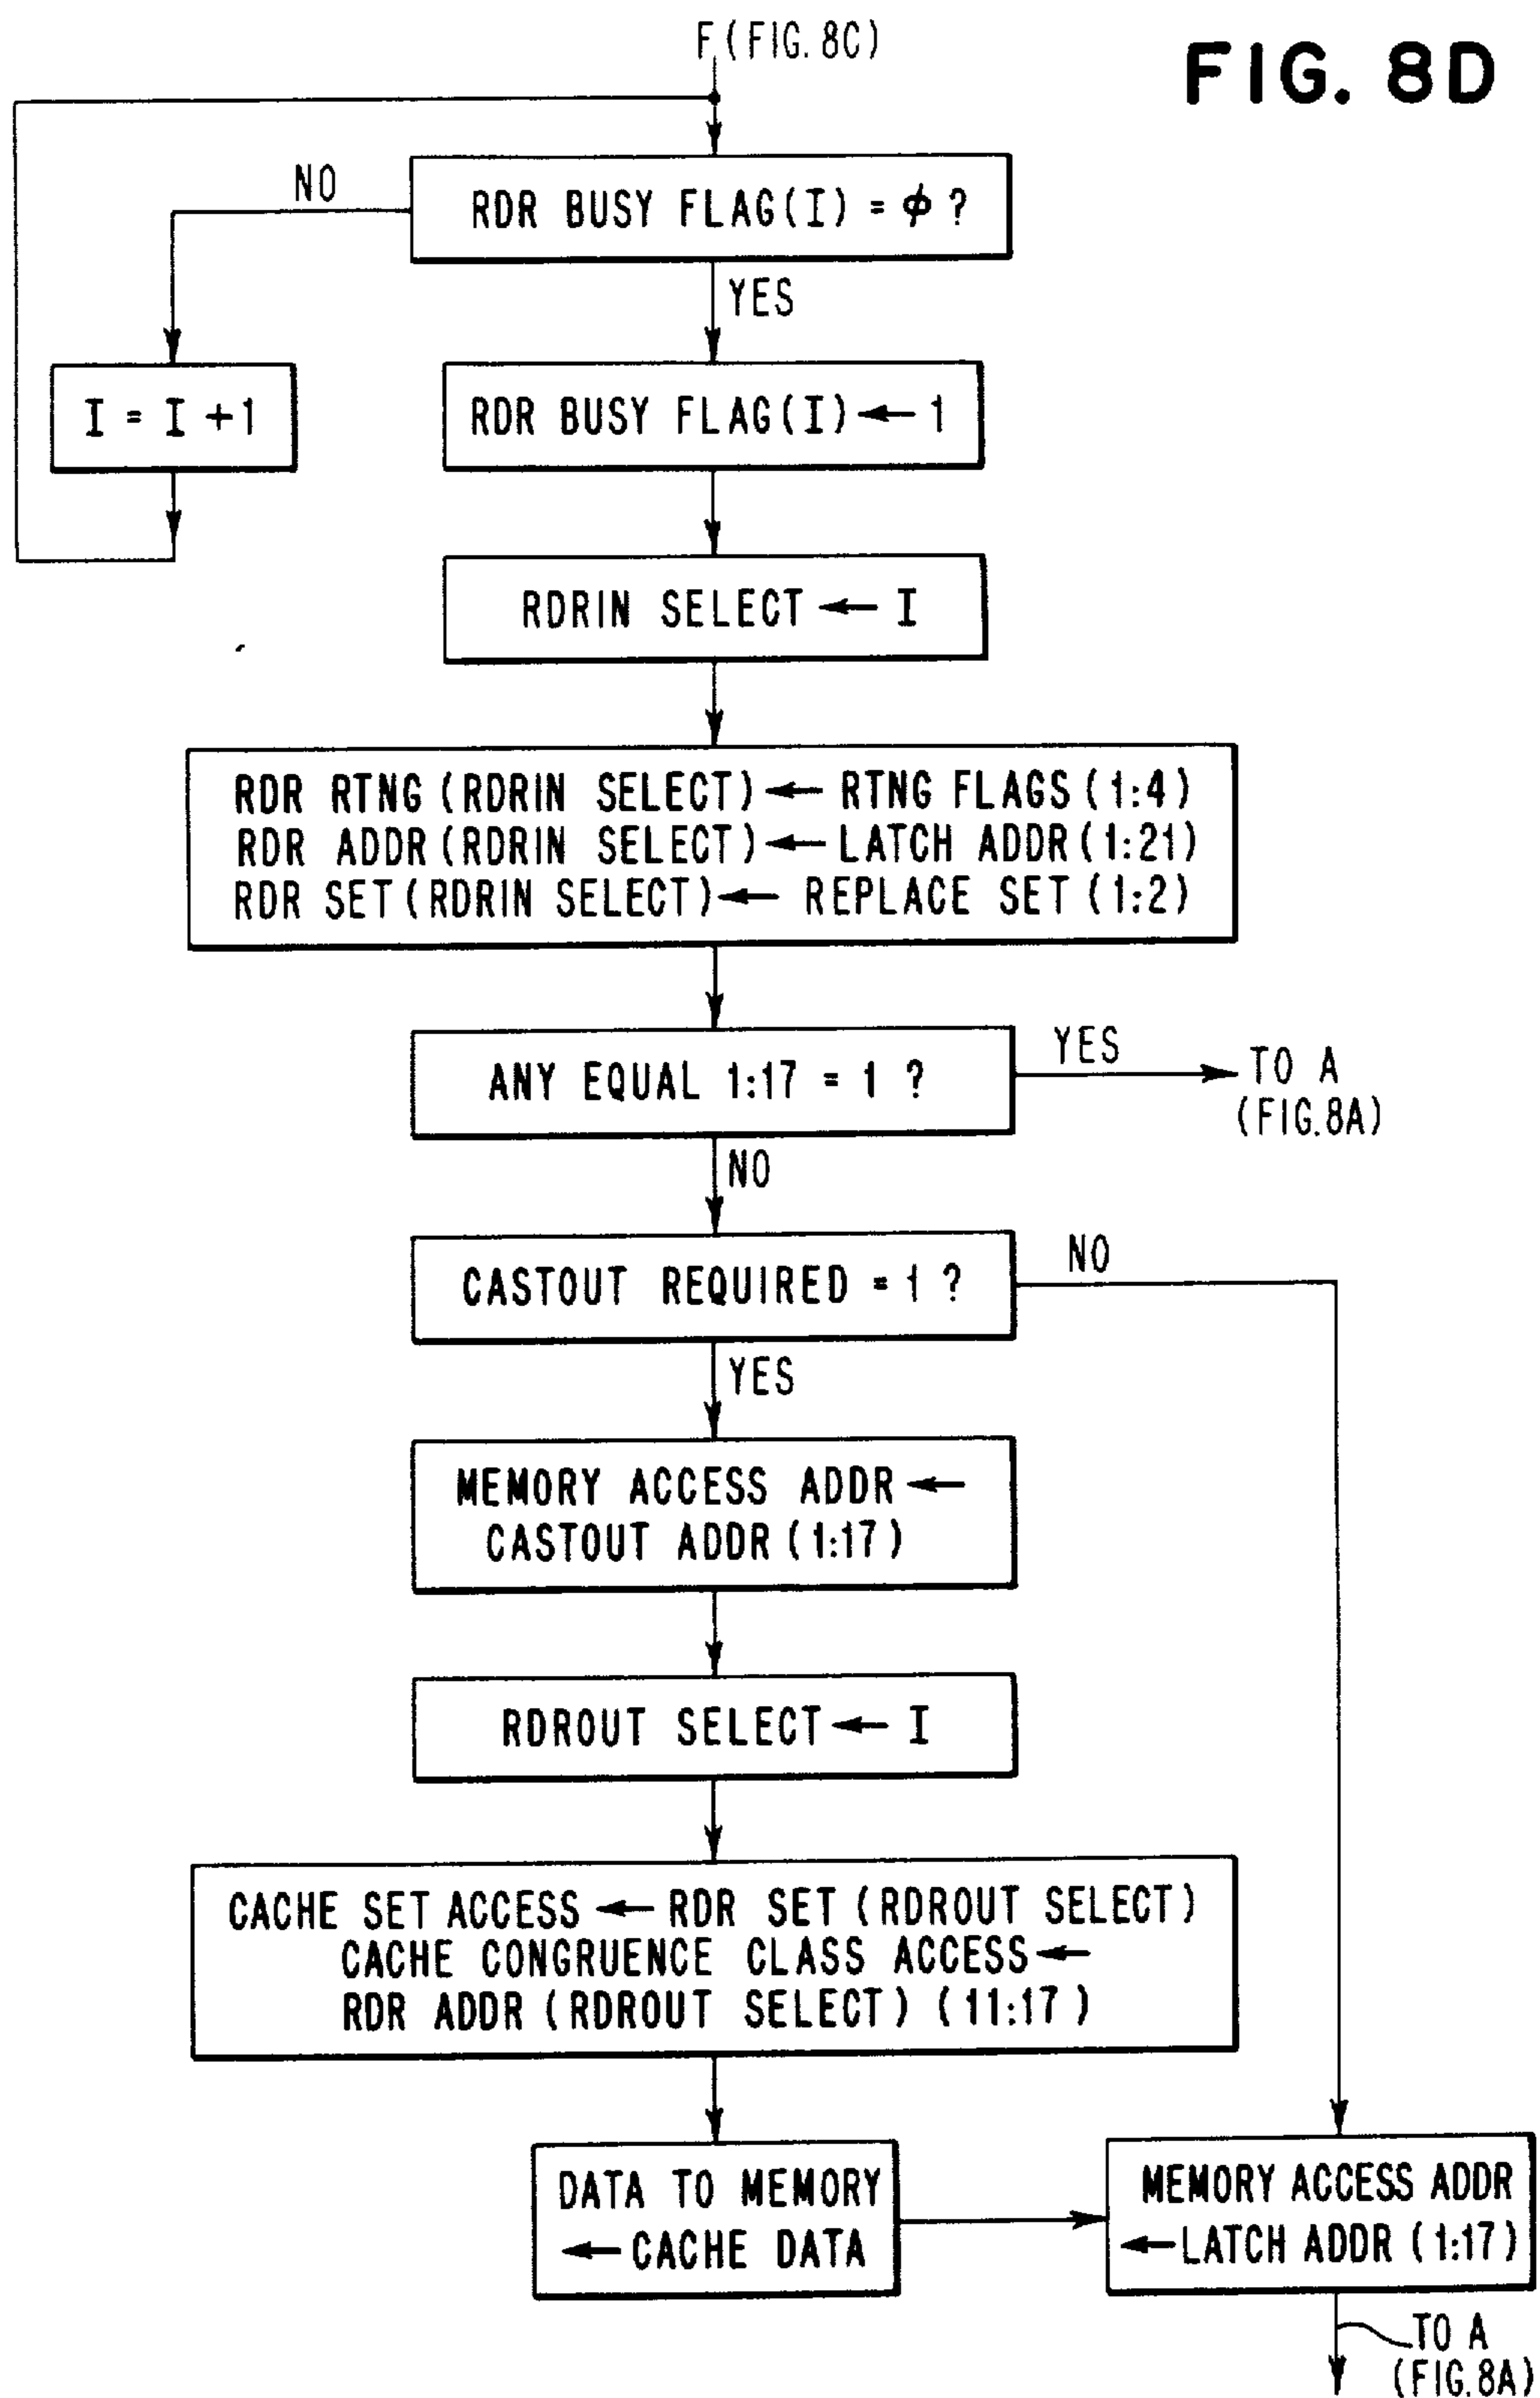 F (FIG. 8C)
FIG. 8D
RDR BUSY FLAG(I) = ϕ ?
NO
YES
I = I +1
RDR BUSY FLAG(I) ← 1
RDRIN SELECT ← I
RDR RTNG (RDRIN SELECT) ← RTNG FLAGS (1:4)
RDR ADDR (RDRIN SELECT) ← LATCH ADDR (1:21)
RDR SET (RDRIN SELECT) ← REPLACE SET (1:2)
ANY EQUAL 1:17 = 1 ?
YES
TO A
(FIG.8A)
NO
CASTOUT REQUIRED = 1 ?
NO
YES
MEMORY ACCESS ADDR ←
CASTOUT ADDR (1:17)
RDROUT SELECT ← I
CACHE SET ACCESS ← RDR SET (RDROUT SELECT)
CACHE CONGRUENCE CLASS ACCESS ←
RDR ADDR (RDROUT SELECT) (11:17)
DATA TO MEMORY
← CACHE DATA
MEMORY ACCESS ADDR
← LATCH ADDR (1:17)
TO A
(FIG.8A)